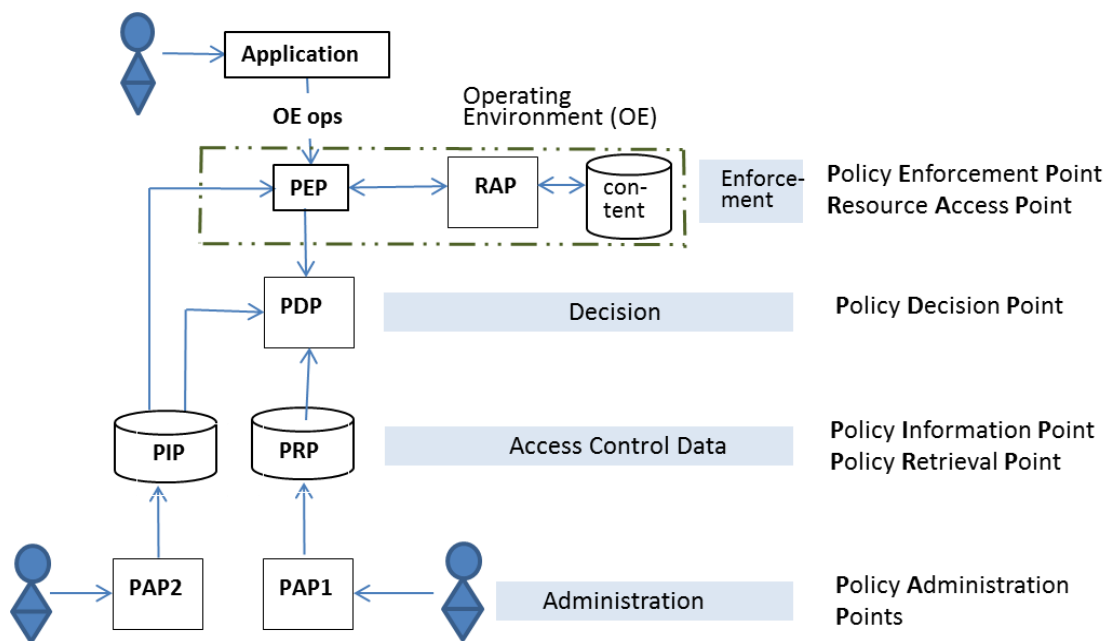 Application
OE ops
Operating
Environment (OE)
PEP
RAP
con-
tent
Enforce-
ment
Policy Enforcement Point
Resource Access Point
PDP
Decision
Policy Decision Point
PIP
PRP
Access Control Data
Policy Information Point
Policy Retrieval Point
PAP2
PAP1
Administration
Policy Administration
Points